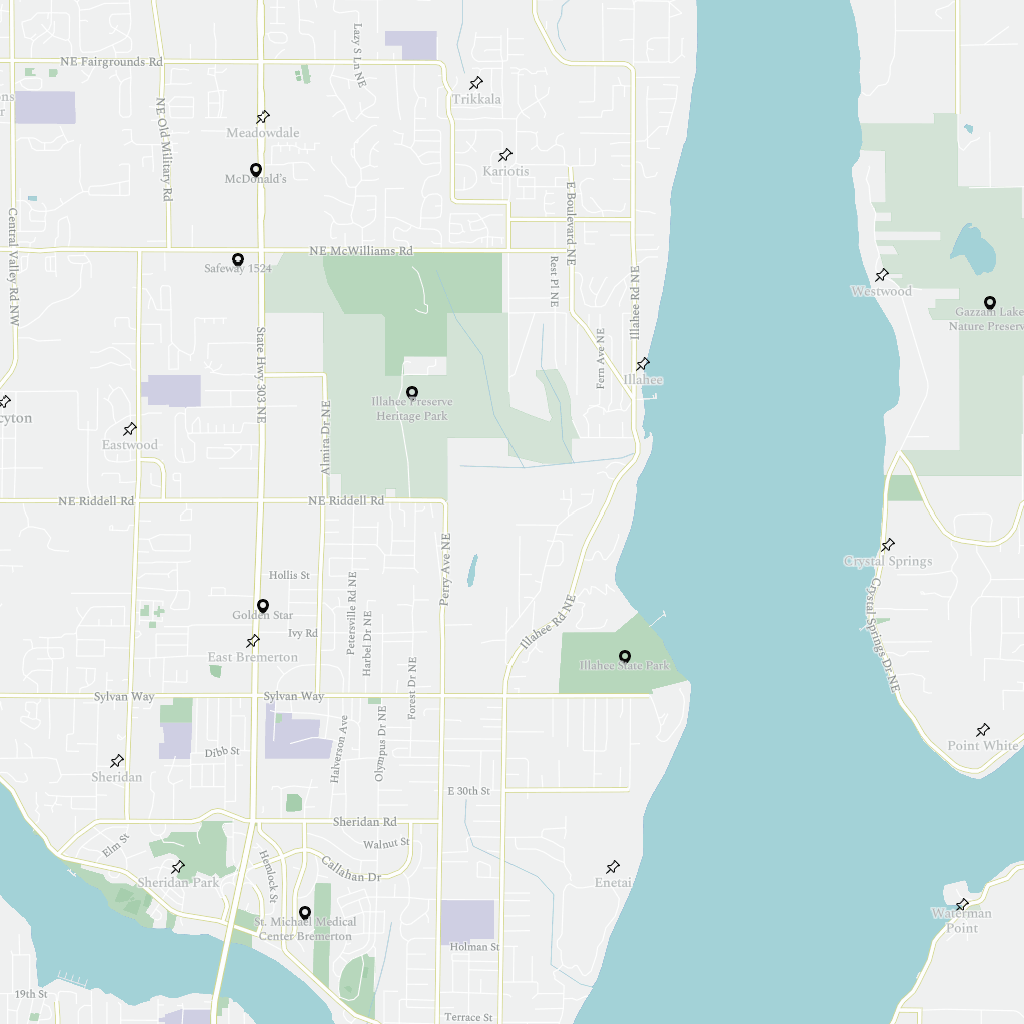 Lazy S Ln NE
NE Fairgrounds Rd
Trikkala
NE Old Military Rd
Meadowdale
Kariotis
McDonald's
E Boulevard NE
Central Valley Rd NW
NE McWilliams Rd
Safeway 1524
Rest Pl NE
Illahee Rd NE
Westwood
Gazzam Lake
Nature Preserv
State Hwy 303 NE
Fern Ave NE
Illahee
Illahee Preserve
Heritage Park
cyton
Almira Dr NE
Eastwood
NE Riddell Rd
NE Riddell Rd
Perry Ave NE
Crystal Springs
Hollis St
Petersville Rd NE
Harbel Dr NE
Golden Star
Ivy Rd
Illahee Rd NE
Crystal Springs Dr NE
East Bremerton
Forest Dr NE
Illahee State Park
Sylvan Way
Sylvan Way
Halverson Ave
Olympus Dr NE
Point White
Dibb St
Sheridan
E 30th St
Sheridan Rd
Elm St
Walnut St
Hemlock St
Callahan Dr
Sheridan Park
Enetai
St. Michael Medical
Center Bremerton
Waterman
Point
Holman St
19th St
Terrace St